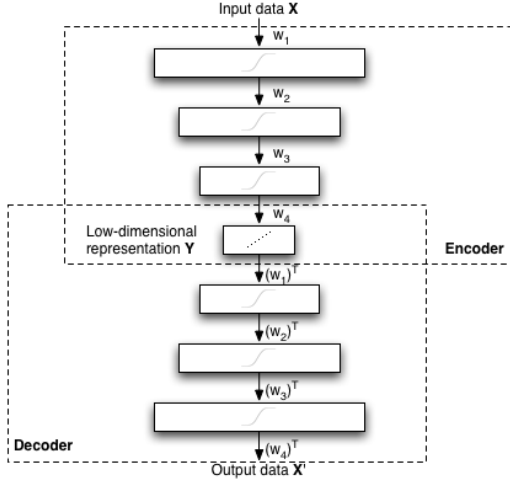 Input data X
w₁
w₂
w₃
w₄
Low-dimensional
representation Y
Encoder
(w₁)ᵀ
(w₂)ᵀ
(w₃)ᵀ
Decoder
(w₄)ᵀ
Output data X'